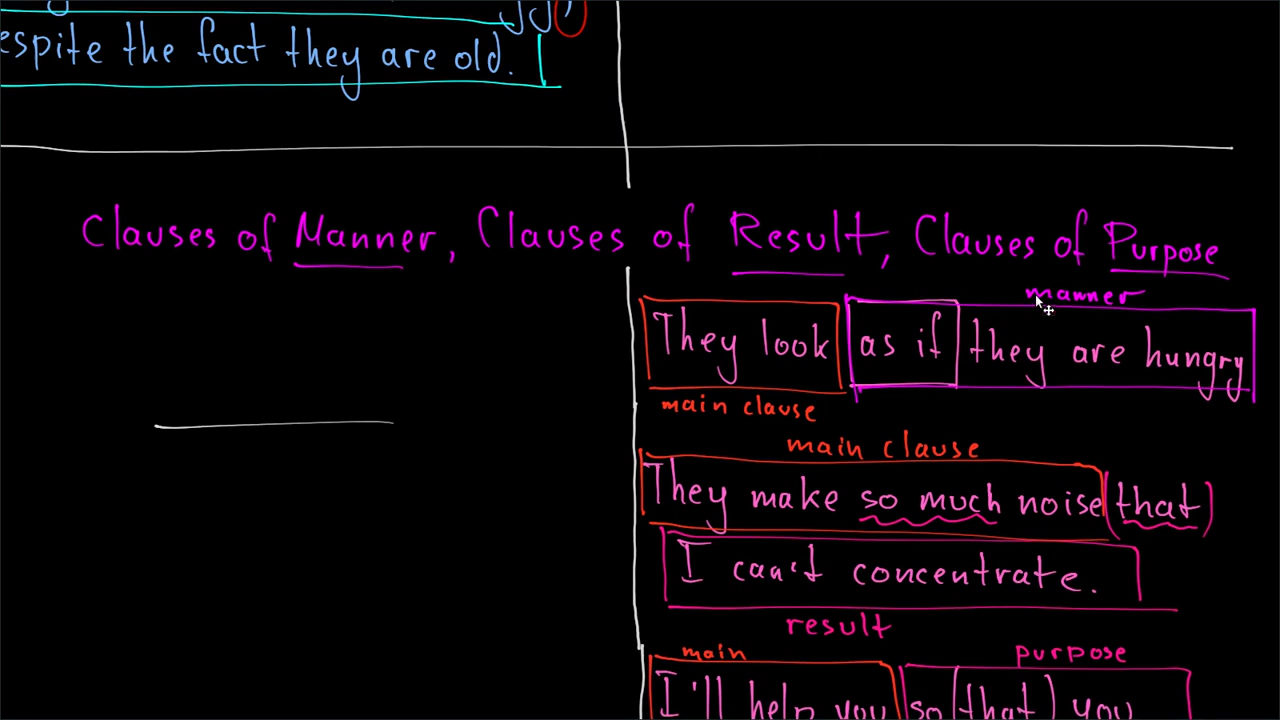 espite the fact they are old.
Clauses of Manner, Clauses of Result, Clauses of Purpose
manner
They look as if they are hungry
main clause
main clause
They make so much noise (that)
I can't concentrate.
result
main purpose
I'll help you so (that) you